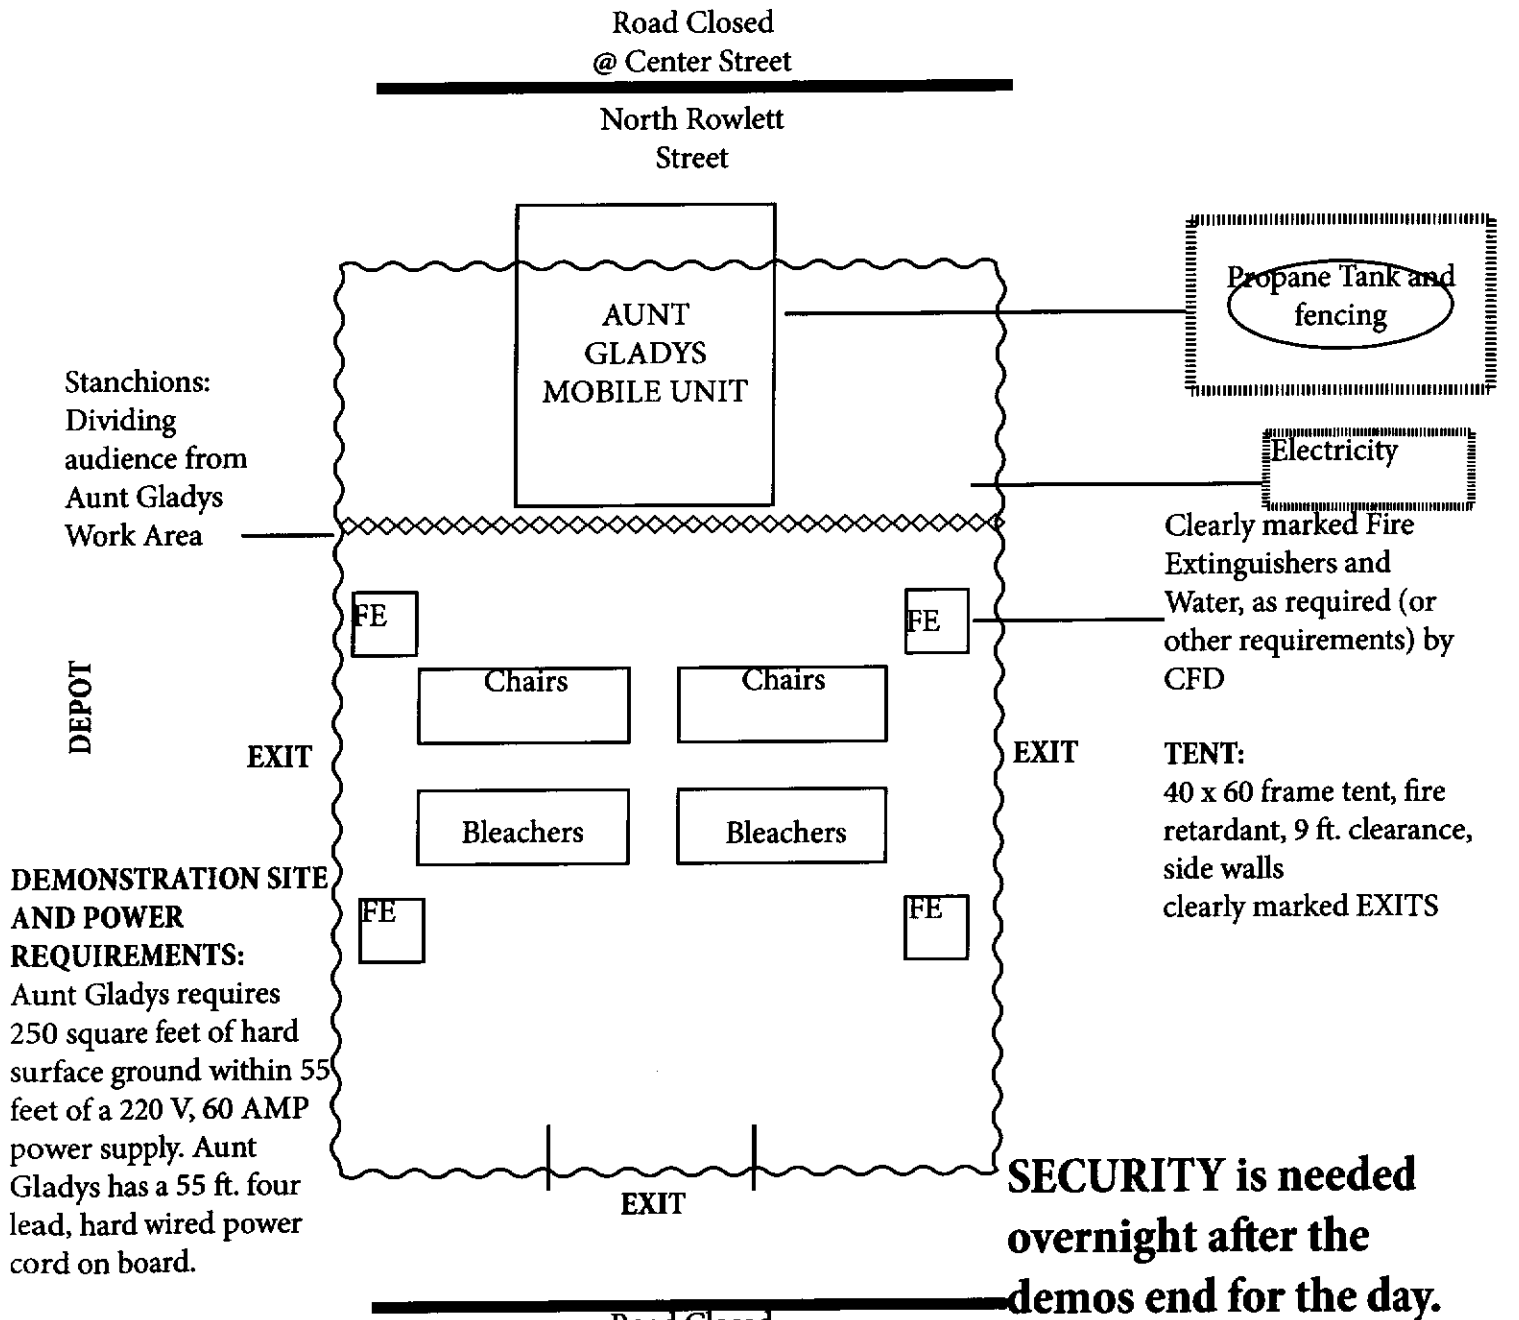 Road Closed
@ Center Street
North Rowlett
Street
AUNT
GLADYS
MOBILE UNIT
Propane Tank and
fencing
Electricity
Stanchions:
Dividing
audience from
Aunt Gladys
Work Area
Clearly marked Fire
Extinguishers and
Water, as required (or
other requirements) by
CFD
FE
FE
Chairs
Chairs
DEPOT
EXIT
EXIT
TENT:
40 x 60 frame tent, fire
retardant, 9 ft. clearance,
side walls
clearly marked EXITS
Bleachers
Bleachers
FE
FE
DEMONSTRATION SITE
AND POWER
REQUIREMENTS:
Aunt Gladys requires
250 square feet of hard
surface ground within 55
feet of a 220 V, 60 AMP
power supply. Aunt
Gladys has a 55 ft. four
lead, hard wired power
cord on board.
EXIT
SECURITY is needed
overnight after the
demos end for the day.
Road Closed